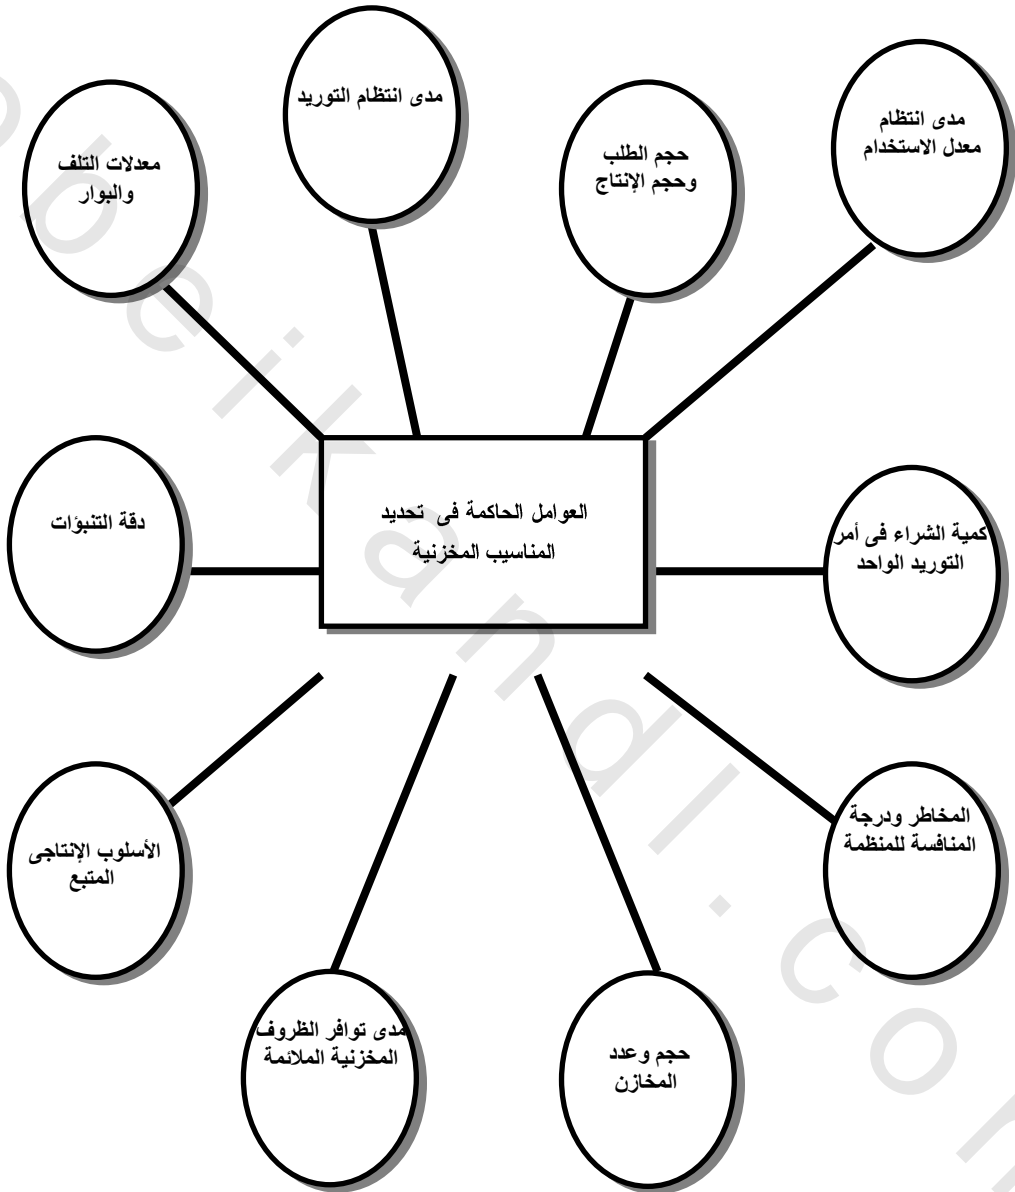 مدى انتظام
معدل الاستخدام
حجم الطلب
وحجم الإنتاج
مدى انتظام التوريد
معدلات التلف
والبوار
العوامل الحاكمة فى تحديد
المناسيب المخزنية
كمية الشراء فى أمر
التوريد الواحد
دقة التنبؤات
المخاطر ودرجة
المنافسة للمنظمة
الأسلوب الإنتاجى
المتبع
حجم وعدد
المخازن
مدى توافر الظروف
المخزنية الملائمة
obeikandl.com